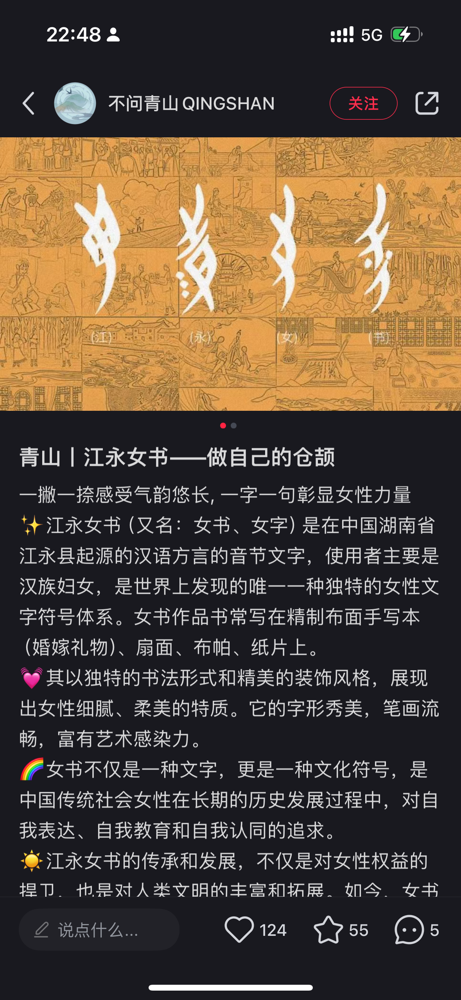 22:48
5G
不问青山 QINGSHAN
关注
(江) (永) (女) (书)
青山丨江永女书——做自己的仓颉
一撇一捺感受气韵悠长, 一字一句彰显女性力量
✨江永女书（又名：女书、女字）是在中国湖南省
江永县起源的汉语方言的音节文字，使用者主要是
汉族妇女，是世界上发现的唯一一种独特的女性文
字符号体系。女书作品书常写在精制布面手写本
（婚嫁礼物）、扇面、布帕、纸片上。
💓其以独特的书法形式和精美的装饰风格，展现
出女性细腻、柔美的特质。它的字形秀美，笔画流
畅，富有艺术感染力。
🌈女书不仅是一种文字，更是一种文化符号，是
中国传统社会女性在长期的历史发展过程中，对自
我表达、自我教育和自我认同的追求。
☀️江永女书的传承和发展，不仅是对女性权益的
捍卫，也是对人类文明的丰富和拓展。如今，女书
说点什么...
124
55
5